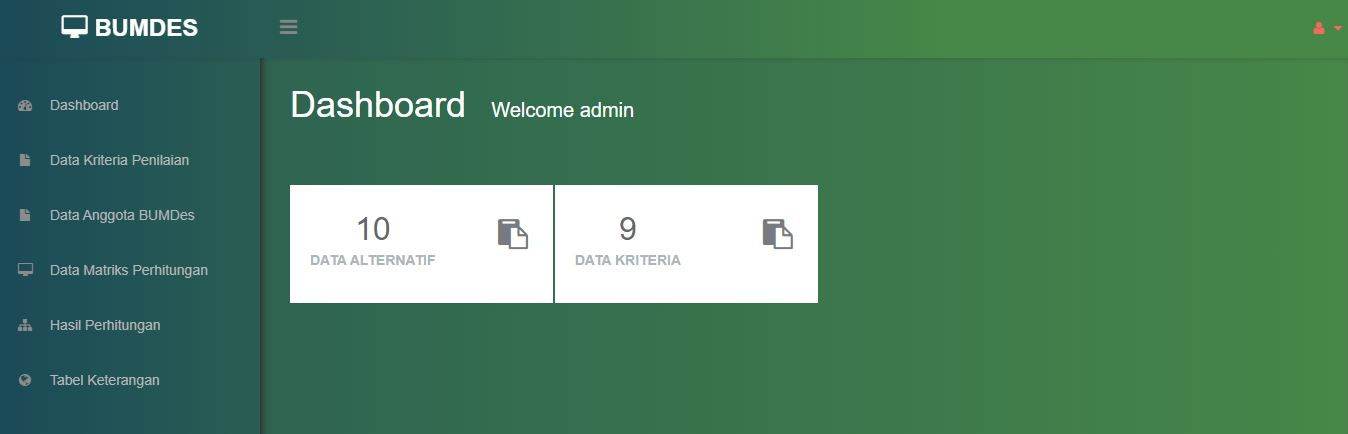 BUMDES
Dashboard
Data Kriteria Penilaian
Data Anggota BUMDes
Data Matriks Perhitungan
Hasil Perhitungan
Tabel Keterangan
Dashboard Welcome admin
10
DATA ALTERNATIF
9
DATA KRITERIA